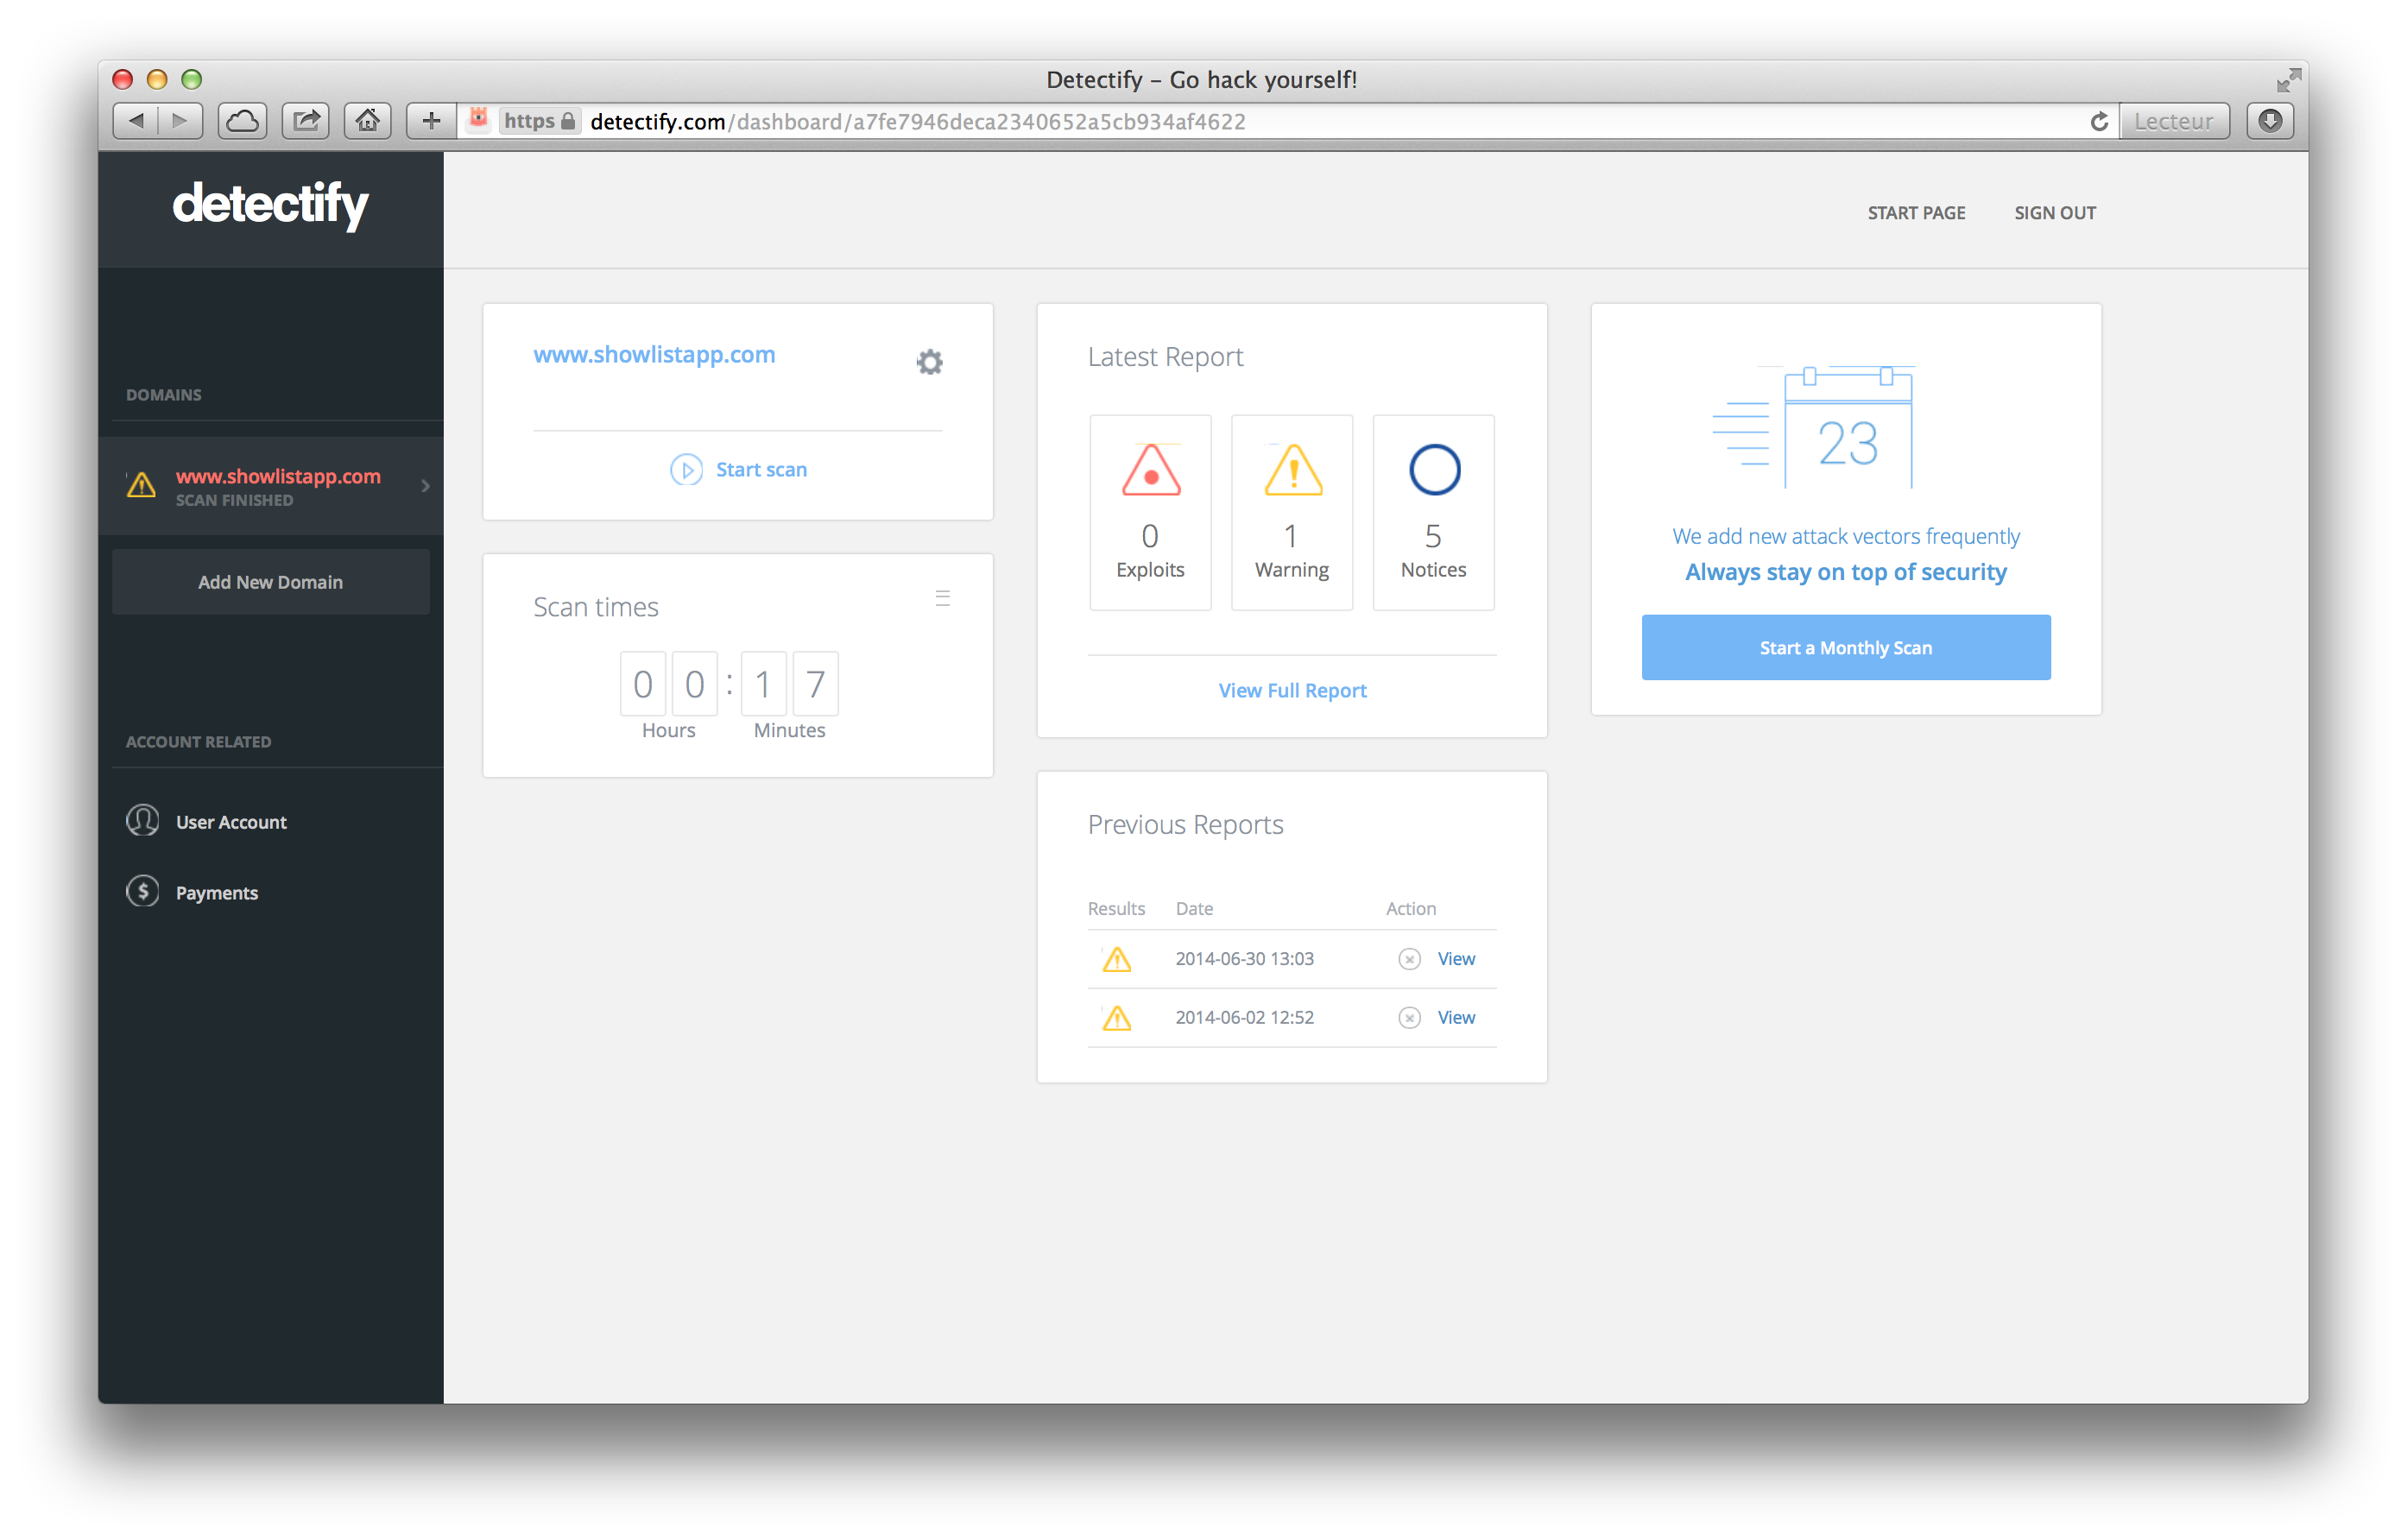 Detectify – Go hack yourself!
https detectify.com/dashboard/a7fe7946deca2340652a5cb934af4622 Lecteur
detectify
START PAGE SIGN OUT
DOMAINS
www.showlistapp.com
SCAN FINISHED
Add New Domain
ACCOUNT RELATED
User Account
$ Payments
www.showlistapp.com
Start scan
Scan times
0 0 : 1 7
Hours Minutes
Latest Report
0 1 5
Exploits Warning Notices
View Full Report
Previous Reports
Results Date Action
2014-06-30 13:03 View
2014-06-02 12:52 View
23
We add new attack vectors frequently
Always stay on top of security
Start a Monthly Scan